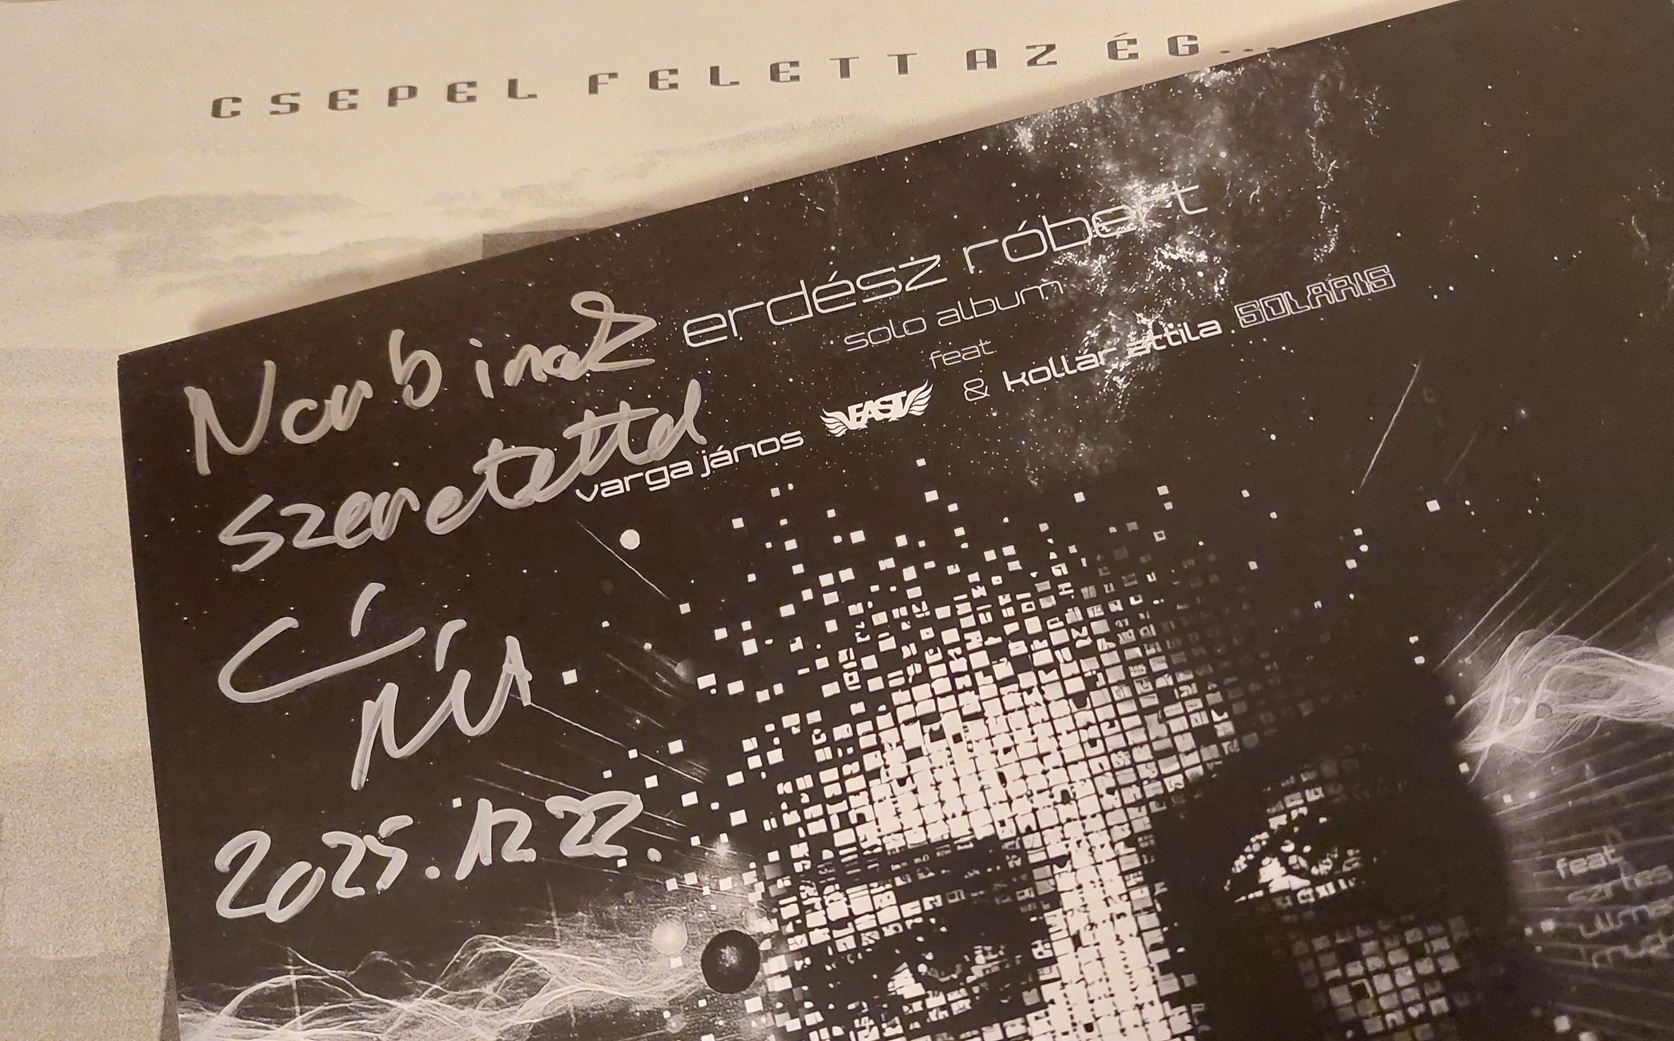 CSEPEL FELETT AZ ÉG...
erdész róbert
solo album
feat.
varga jános EAST & kollár attila SOLARIS
Norbinak
szeretettel
2025.12.22.
feat.